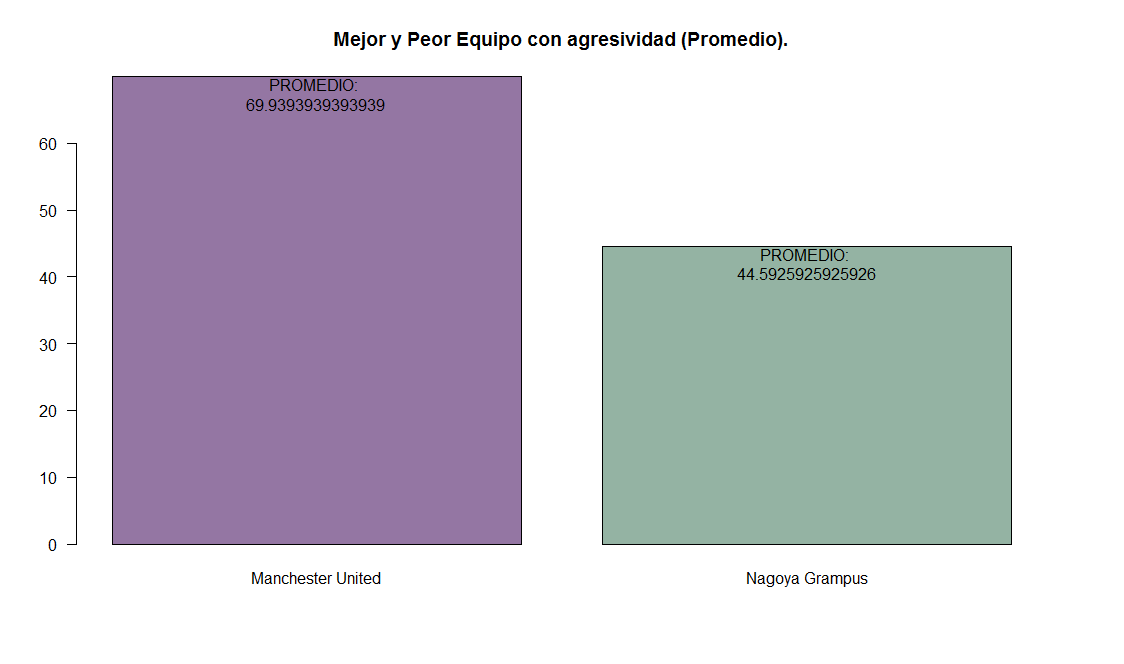 Mejor y Peor Equipo con agresividad (Promedio).
PROMEDIO:
69.9393939393939
PROMEDIO:
44.5925925925926
60
50
40
30
20
10
0
Manchester United
Nagoya Grampus